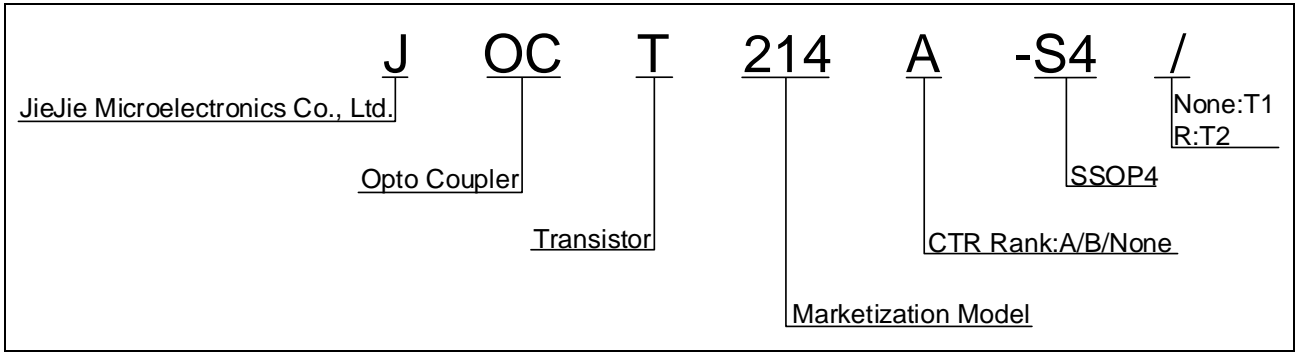 J OC T 214 A -S4 /
JieJie Microelectronics Co., Ltd.
None:T1
R:T2
Opto Coupler
SSOP4
Transistor
CTR Rank:A/B/None
Marketization Model